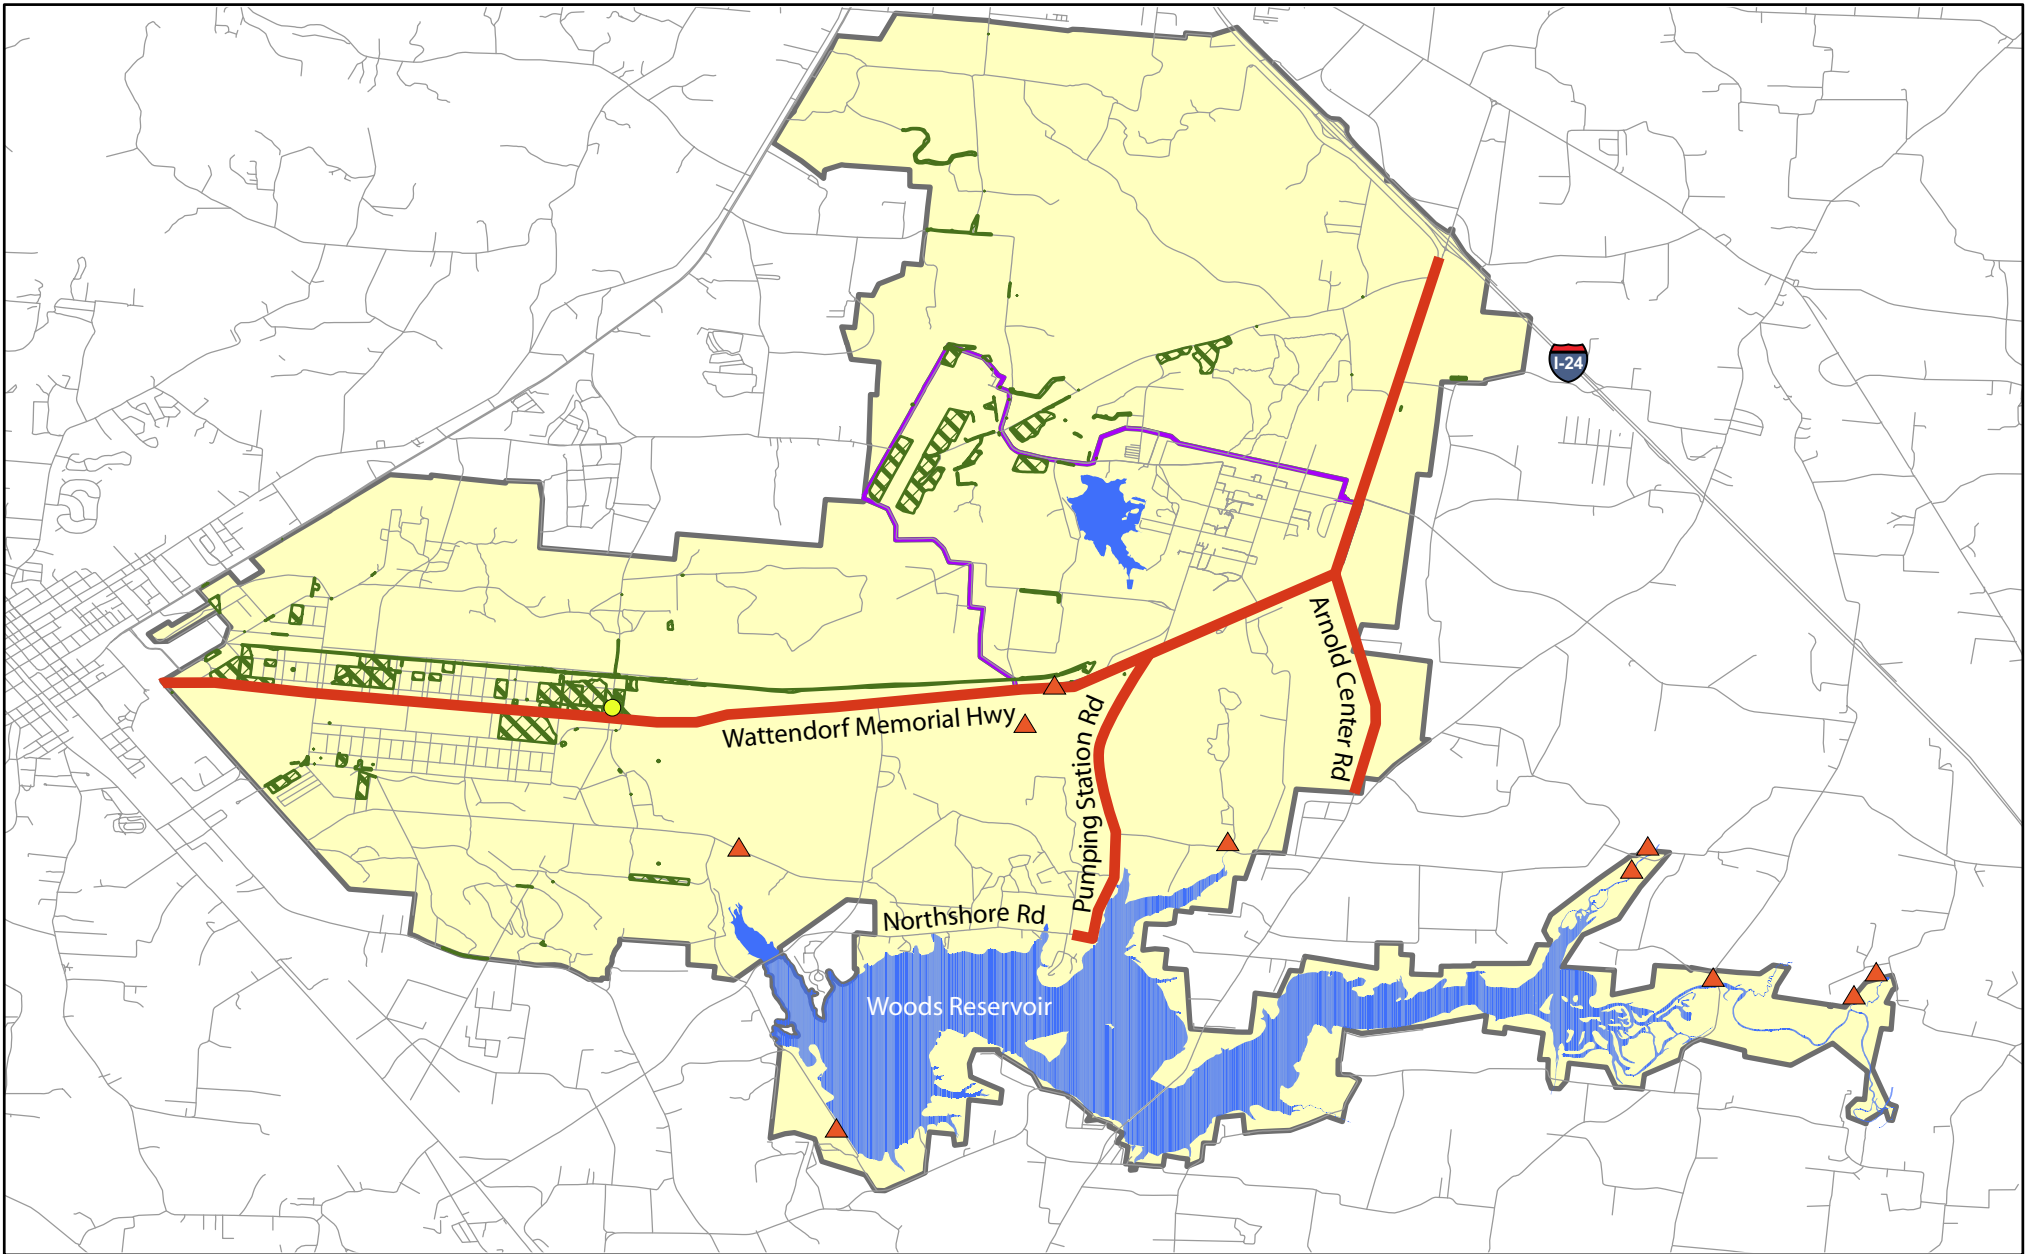 I-24
Arnold Center Rd
Wattendorf Memorial Hwy
Pumping Station Rd
Northshore Rd
Woods Reservoir